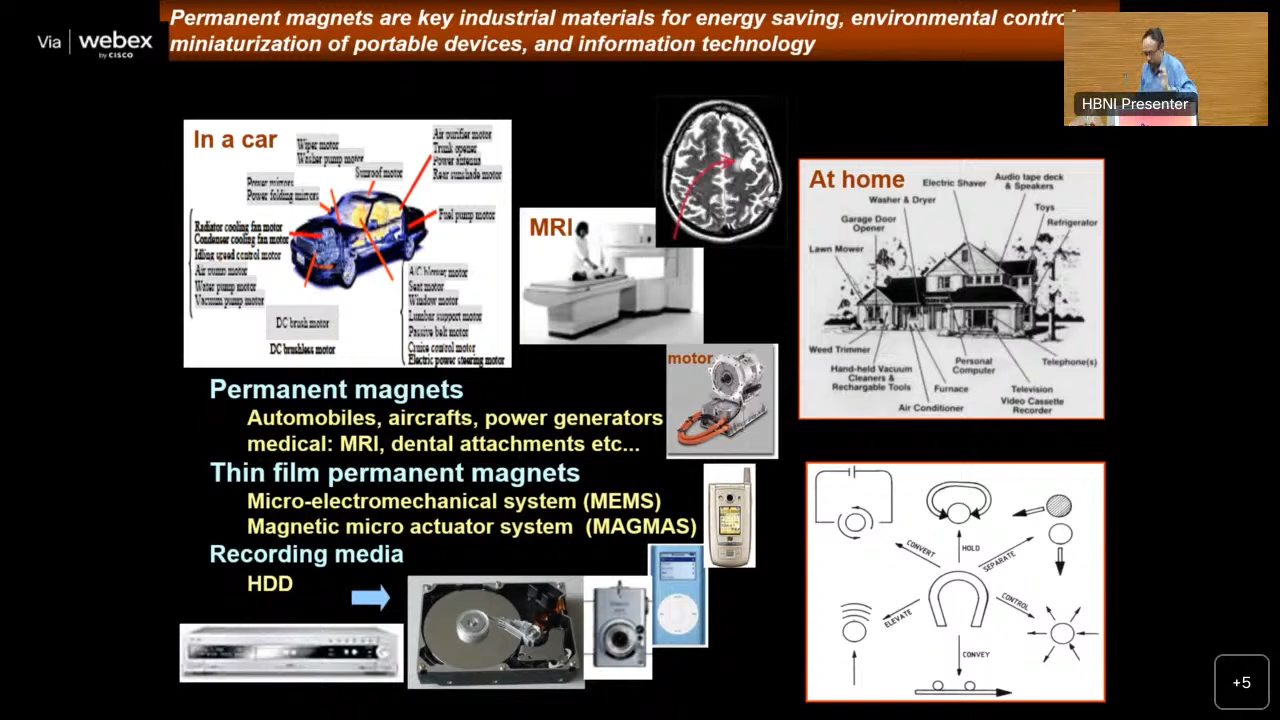 Permanent magnets are key industrial materials for energy saving, environmental control
miniaturization of portable devices, and information technology
Via | webex
by CISCO
HBNI Presenter
In a car
Wiper motor
Washer pump motor
Sunroof motor
Air purifier motor
Trunk opener
Power antenna
Rear sunshade motor
Power mirrors
Power folding mirrors
Fuel pump motor
Radiator cooling fan motor
Condenser cooling fan motor
Idling speed control motor
Air pump motor
Water pump motor
Vacuum pump motor
A/C blower motor
Seat motor
Window motor
Lumbar support motor
Passive belt motor
Cruise control motor
Electric power steering motor
DC brush motor
DC brushless motor
MRI
motor
At home
Electric Shaver
Audio tape deck
& Speakers
Washer & Dryer
Toys
Garage Door
Opener
Refrigerator
Lawn Mower
Weed Trimmer
Hand-held Vacuum
Cleaners &
Rechargable Tools
Furnace
Air Conditioner
Personal
Computer
Television
Video Cassette
Recorder
Telephone(s)
Permanent magnets
Automobiles, aircrafts, power generators
medical: MRI, dental attachments etc...
Thin film permanent magnets
Micro-electromechanical system (MEMS)
Magnetic micro actuator system (MAGMAS)
Recording media
HDD
CONVERT
HOLD
SEPARATE
ELEVATE
CONTROL
CONVEY
+5